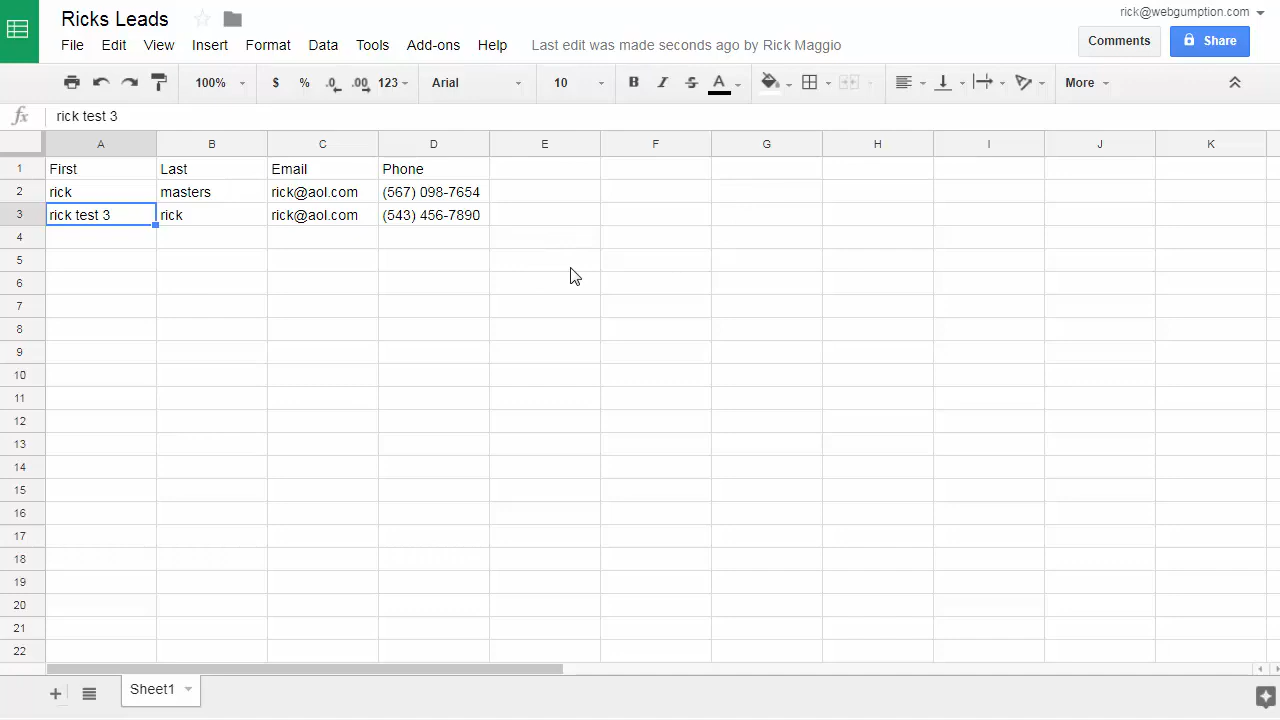 Ricks Leads
rick@webgumption.com
File Edit View Insert Format Data Tools Add-ons Help Last edit was made seconds ago by Rick Maggio
Comments Share
100% $ % .0 .00 123 Arial 10 B I S A More
fx rick test 3
A B C D E F G H I J K
1 First Last Email Phone
2 rick masters rick@aol.com (567) 098-7654
3 rick test 3 rick rick@aol.com (543) 456-7890
4
5
6
7
8
9
10
11
12
13
14
15
16
17
18
19
20
21
22
Sheet1